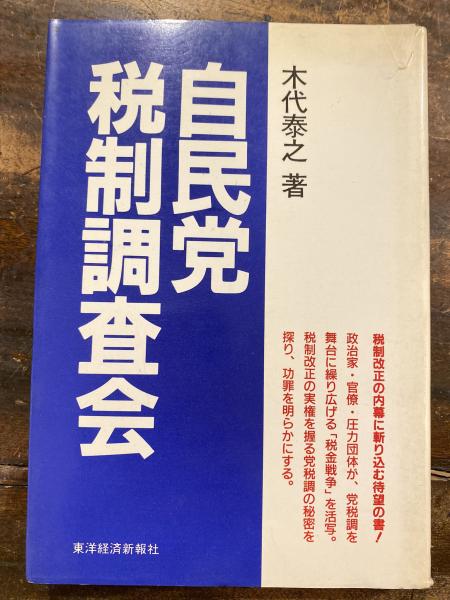 木代泰之 著
自民党
税制調査会
税制改正の内幕に斬り込む待望の書!
政治家・官僚・圧力団体が、党税調を
舞台に繰り広げる「税金戦争」を活写。
税制改正の実権を握る党税調の秘密を
探り、功罪を明らかにする。
東洋経済新報社